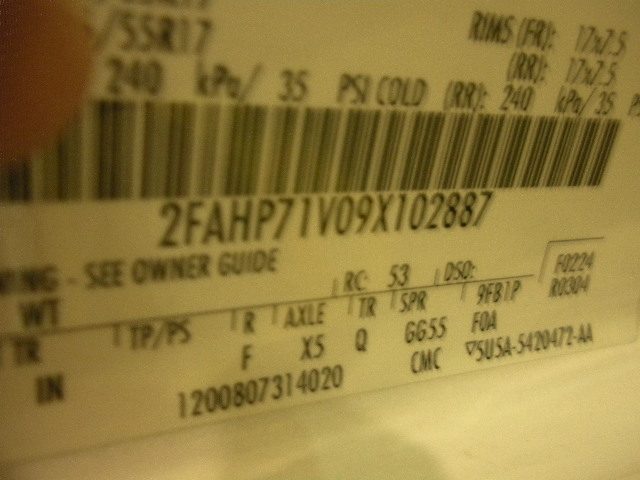 /55R17
RIMS (FR): 17x7.5
(RR): 17x7.5
240 kPa/ 35 PSI COLD (RR): 240 kPa/35
2FAHP71V09X102887
- SEE OWNER GUIDE
WT RC: 53 DSO: F0224
R0304
TR TP/PS R AXLE TR SPR 9FB1P
IN F X5 Q GG55 F0A
1200807314020 CMC ▽5U5A-5420472-AA